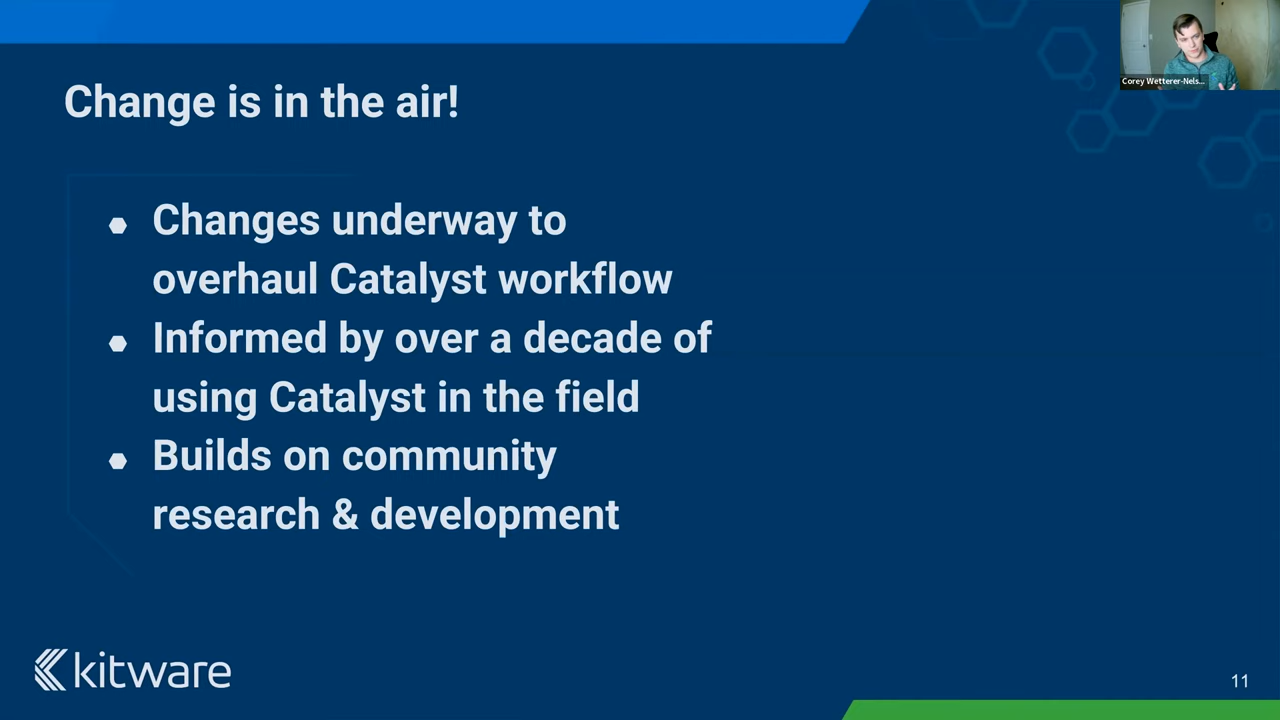 Corey Wetterer-Nels...
Change is in the air!
Changes underway to
overhaul Catalyst workflow
Informed by over a decade of
using Catalyst in the field
Builds on community
research & development
kitware
11